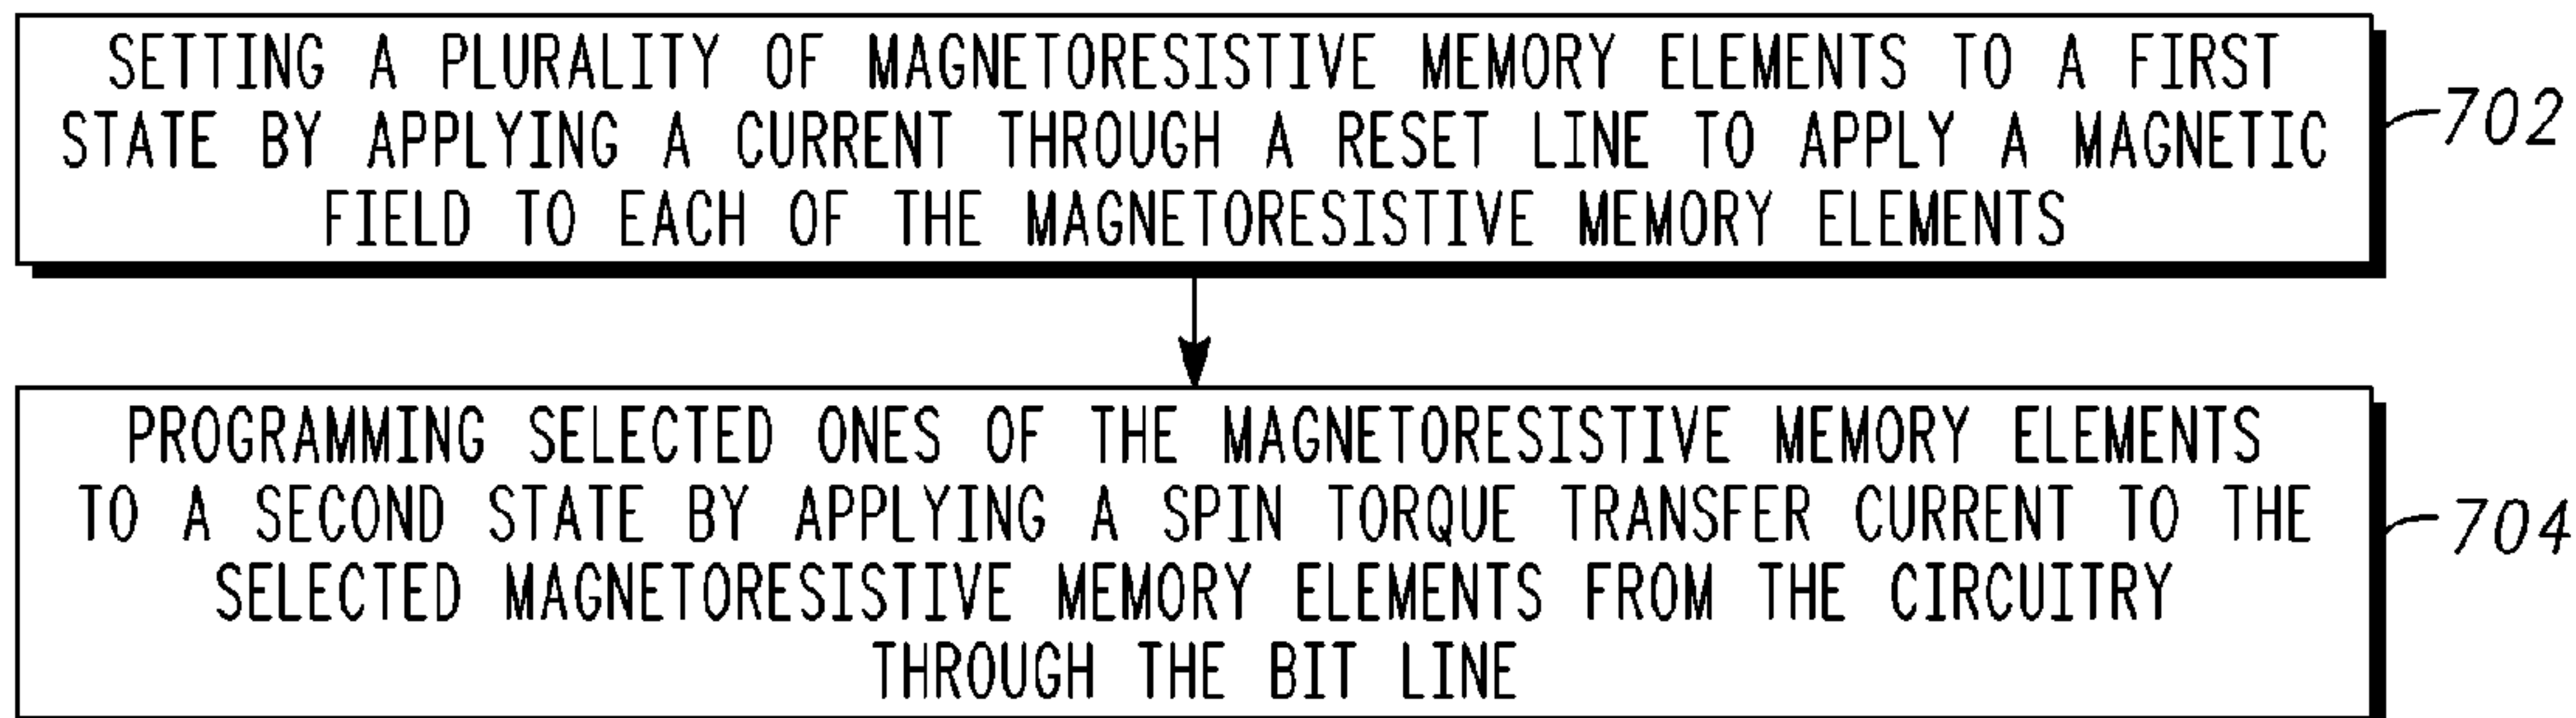 SETTING A PLURALITY OF MAGNETORESISTIVE MEMORY ELEMENTS TO A FIRST
STATE BY APPLYING A CURRENT THROUGH A RESET LINE TO APPLY A MAGNETIC
FIELD TO EACH OF THE MAGNETORESISTIVE MEMORY ELEMENTS
702
PROGRAMMING SELECTED ONES OF THE MAGNETORESISTIVE MEMORY ELEMENTS
TO A SECOND STATE BY APPLYING A SPIN TORQUE TRANSFER CURRENT TO THE
SELECTED MAGNETORESISTIVE MEMORY ELEMENTS FROM THE CIRCUITRY
THROUGH THE BIT LINE
704